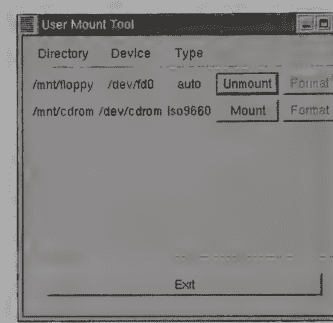 User Mount Tool
Directory Device Type
/mnt/floppy /dev/fd0 auto Unmount Format
/mnt/cdrom /dev/cdrom iso9660 Mount Format
Exit